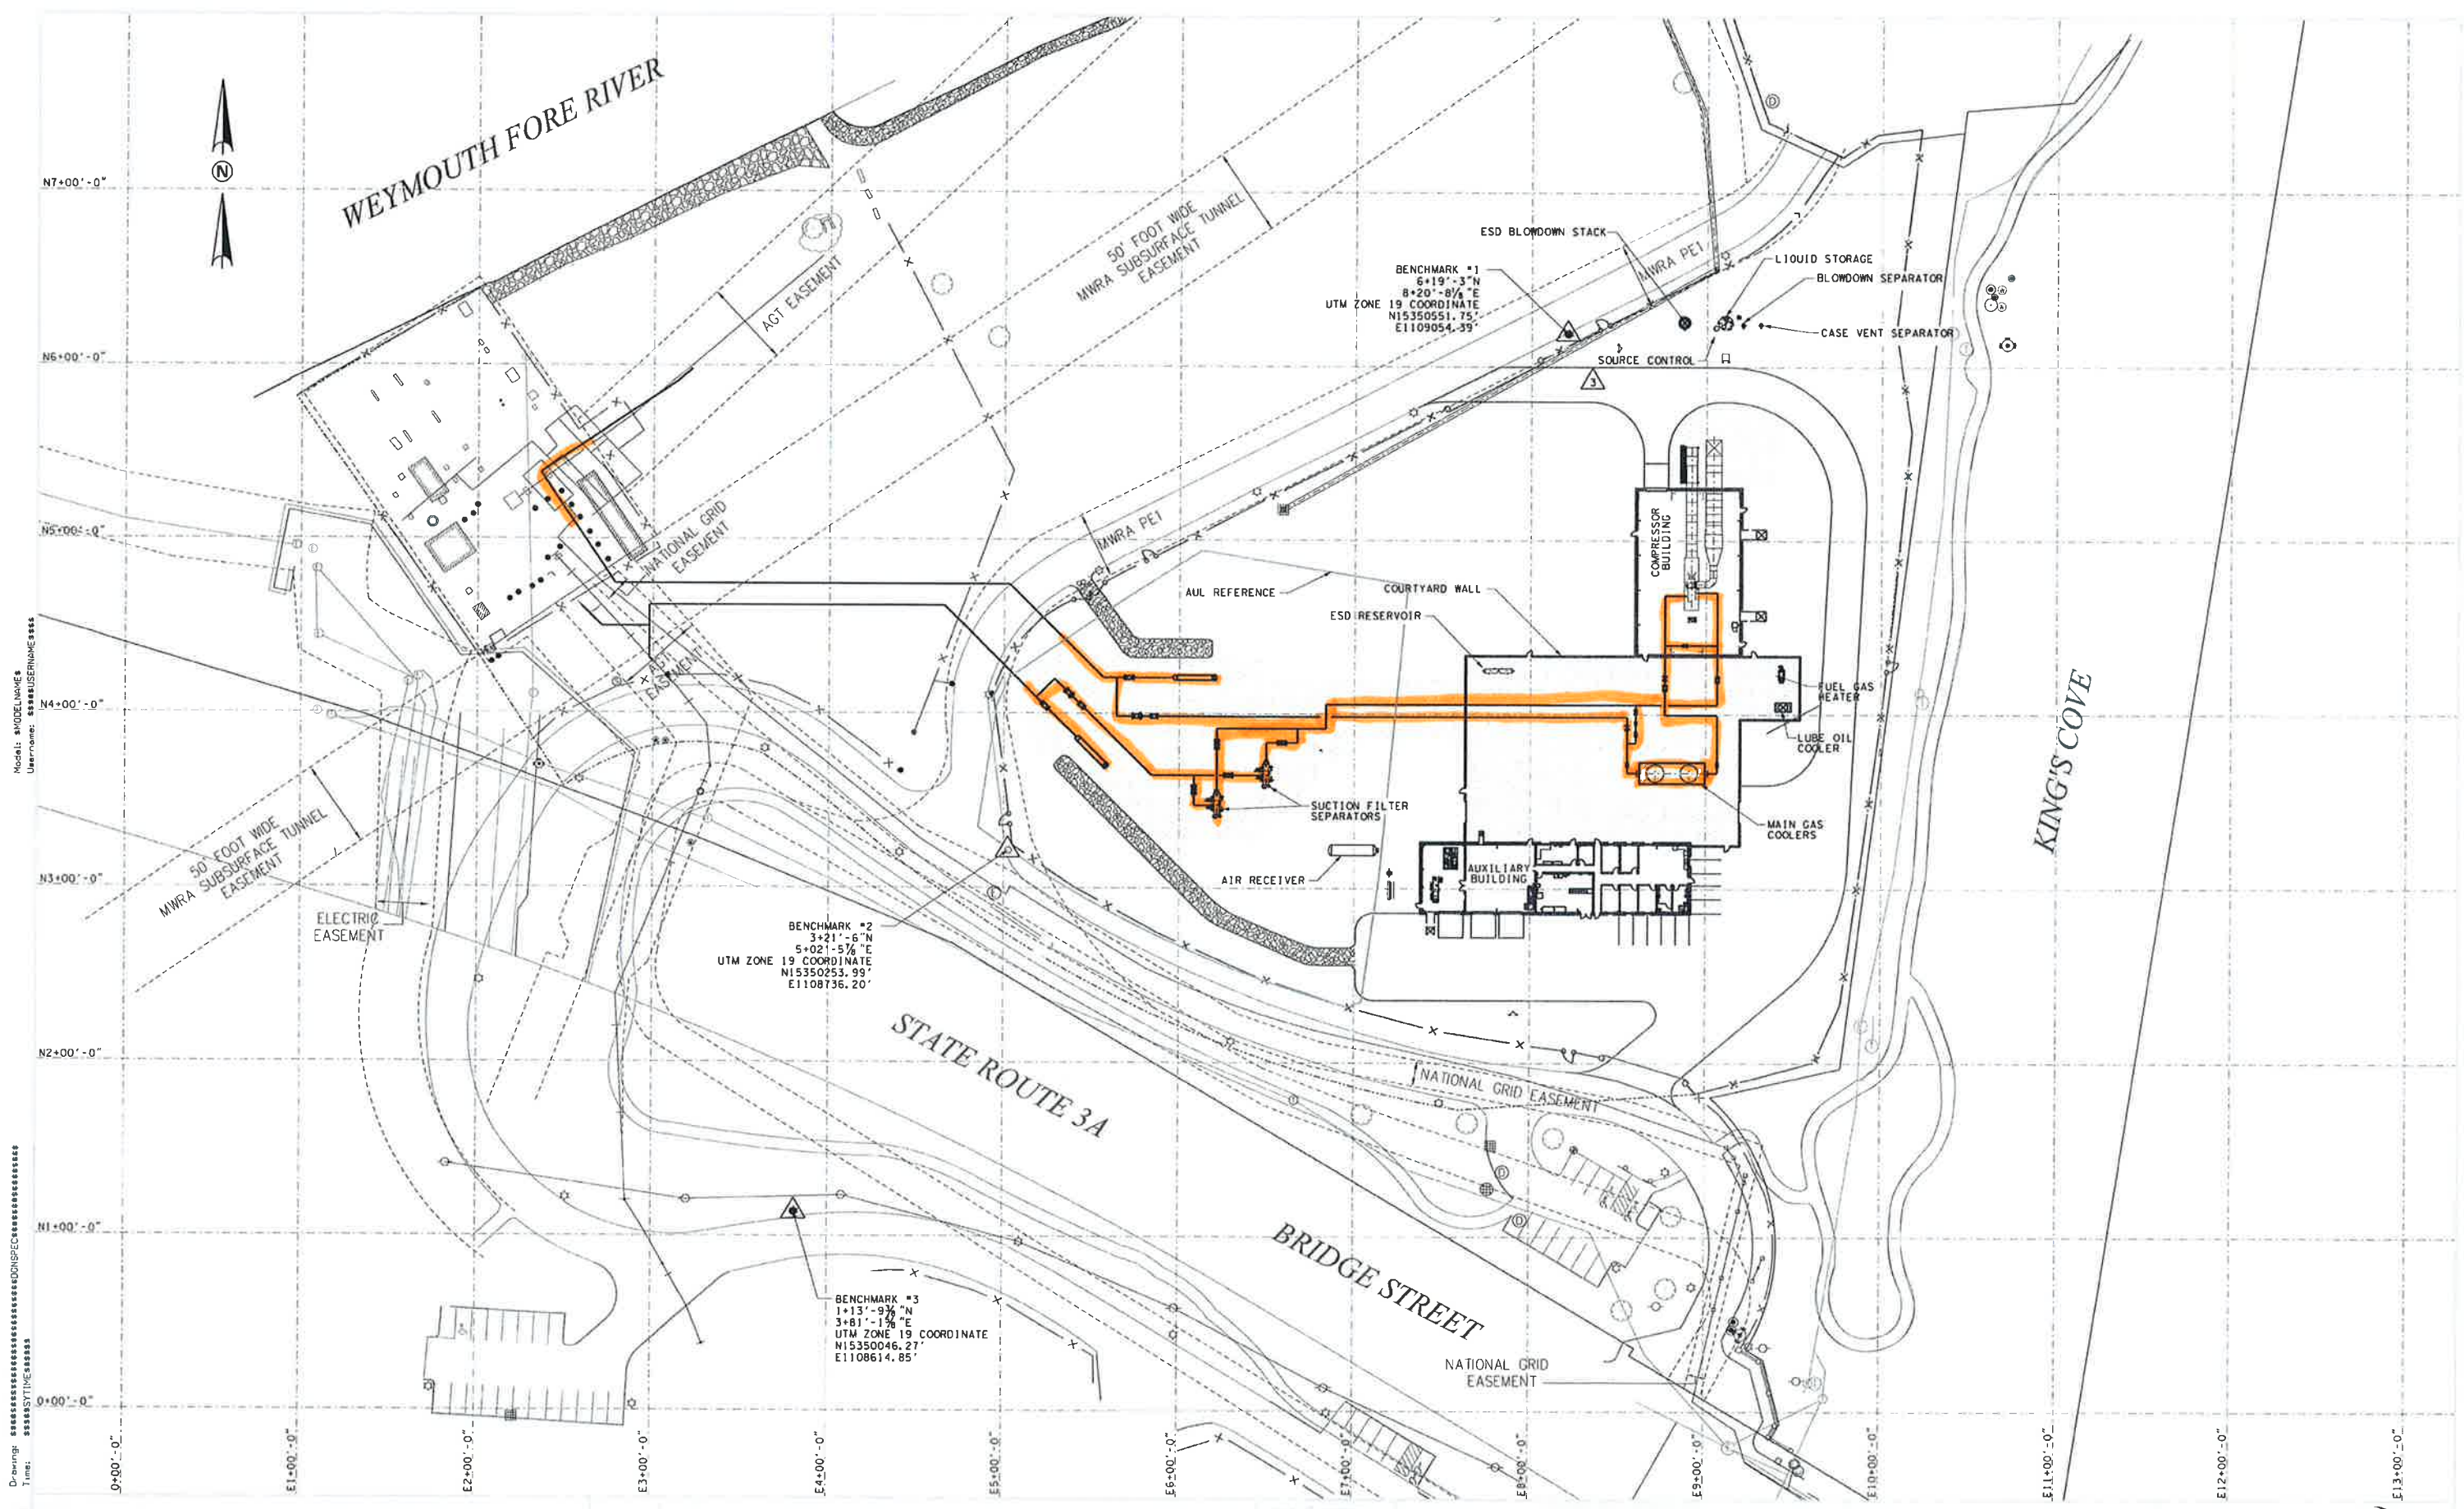 WEYMOUTH FORE RIVER
N
N7+00'-0"
N6+00'-0"
N5+00'-0"
N4+00'-0"
N3+00'-0"
N2+00'-0"
N1+00'-0"
0+00'-0"
AGT EASEMENT
50' FOOT WIDE
MWRA SUBSURFACE TUNNEL
EASEMENT
ESD BLOWDOWN STACK
MWRA PE1
LIQUID STORAGE
BLOWDOWN SEPARATOR
CASE VENT SEPARATOR
SOURCE CONTROL
3
BENCHMARK #1
6+19'-3"N
8+20'-8⅛"E
UTM ZONE 19 COORDINATE
N15350551.75'
E1109054.39'
NATIONAL GRID
EASEMENT
MWRA PE1
AUL REFERENCE
COURTYARD WALL
ESD RESERVOIR
COMPRESSOR
BUILDING
AGT
EASEMENT
FUEL GAS
HEATER
LUBE OIL
COOLER
MAIN GAS
COOLERS
SUCTION FILTER
SEPARATORS
AIR RECEIVER
AUXILIARY
BUILDING
KING'S COVE
50' FOOT WIDE
MWRA SUBSURFACE TUNNEL
EASEMENT
ELECTRIC
EASEMENT
BENCHMARK #2
3+21'-6"N
5+02'-5⅞"E
UTM ZONE 19 COORDINATE
N15350253.99'
E1108736.20'
STATE ROUTE 3A
NATIONAL GRID EASEMENT
BRIDGE STREET
BENCHMARK #3
UTM ZONE 19 COORDINATE
N15350046.27'
E1108614.85'
NATIONAL GRID
EASEMENT
0+00'-0"
E1+00'-0"
E2+00'-0"
E3+00'-0"
E4+00'-0"
E5+00'-0"
E6+00'-0"
E7+00'-0"
E8+00'-0"
E9+00'-0"
E10+00'-0"
E11+00'-0"
E12+00'-0"
E13+00'-0"
Model: $MODELNAME$